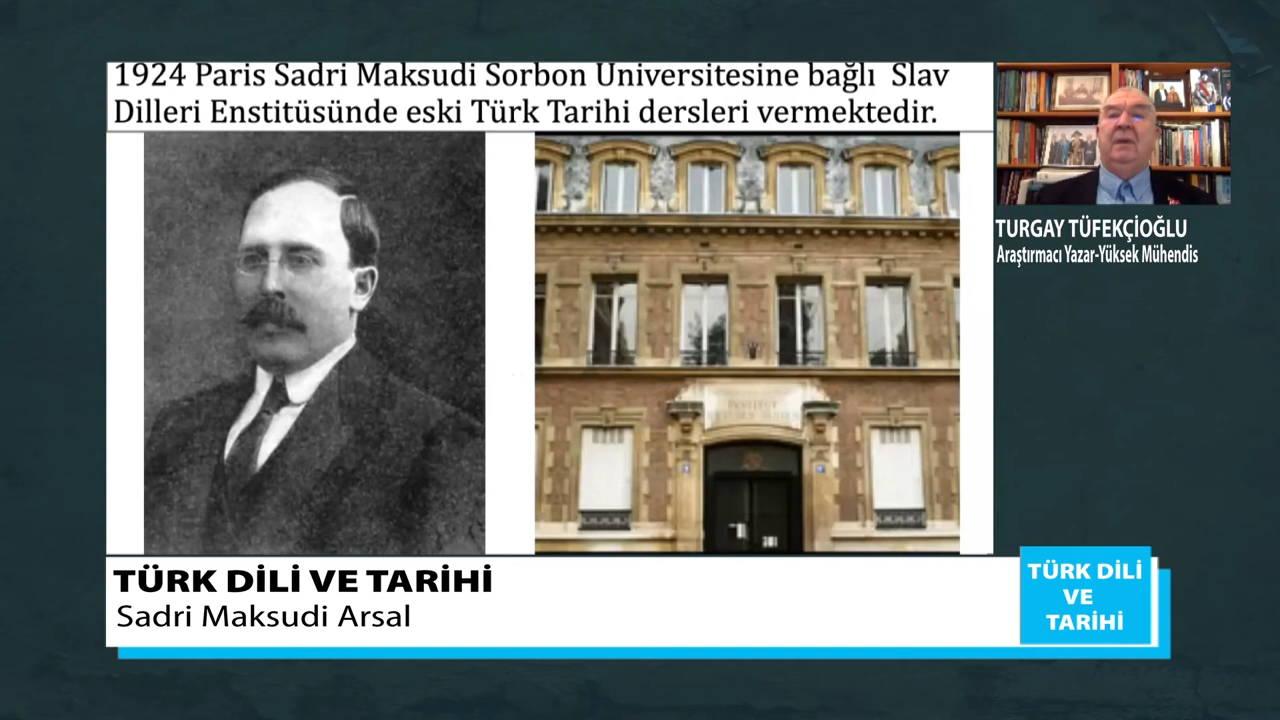 1924 Paris Sadri Maksudi Sorbon Üniversitesine bağlı Slav
Dilleri Enstitüsünde eski Türk Tarihi dersleri vermektedir.
TURGAY TÜFEKÇİOĞLU
Araştırmacı Yazar-Yüksek Mühendis
TÜRK DİLİ VE TARİHİ
Sadri Maksudi Arsal
TÜRK DİLİ
VE
TARİHİ